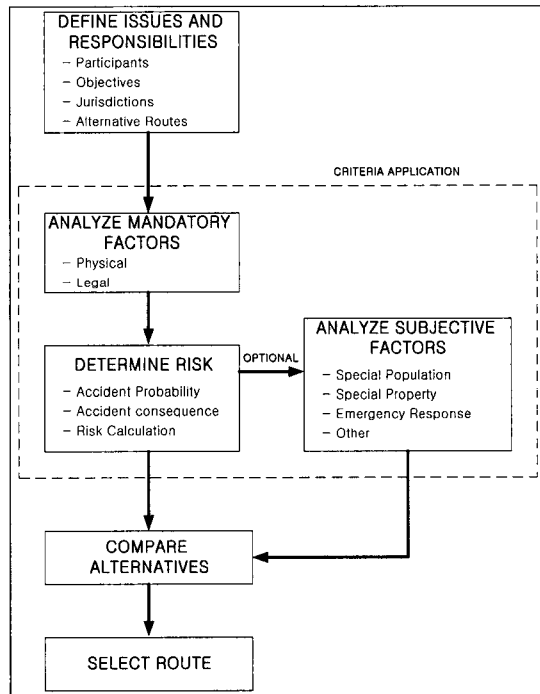 DEFINE ISSUES AND
RESPONSIBILITIES
– Participants
– Objectives
– Jurisdictions
– Alternative Routes
CRITERIA APPLICATION
ANALYZE MANDATORY
FACTORS
– Physical
– Legal
DETERMINE RISK
– Accident Probability
– Accident consequence
– Risk Calculation
OPTIONAL
ANALYZE SUBJECTIVE
FACTORS
– Special Population
– Special Property
– Emergency Response
– Other
COMPARE
ALTERNATIVES
SELECT ROUTE